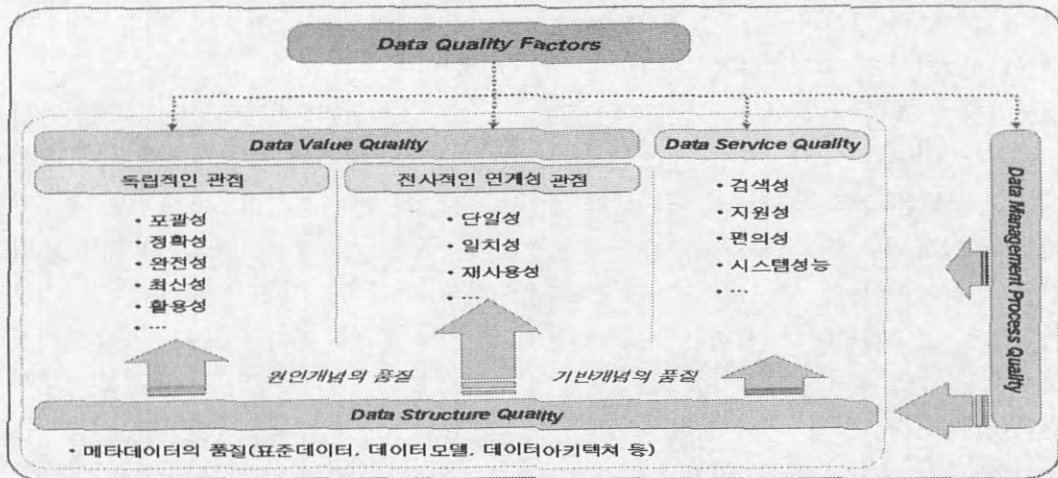 Data Quality Factors
Data Value Quality
독립적인 관점
• 포괄성
• 정확성
• 완전성
• 최신성
• 활용성
• ...
전사적인 연계성 관점
• 단일성
• 일치성
• 재사용성
• ...
Data Service Quality
• 검색성
• 지원성
• 편의성
• 시스템성능
• ...
Data Management Process Quality
원인개념의 품질
기반개념의 품질
Data Structure Quality
• 메타데이터의 품질(표준데이터, 데이터모델, 데이터아키텍쳐 등)